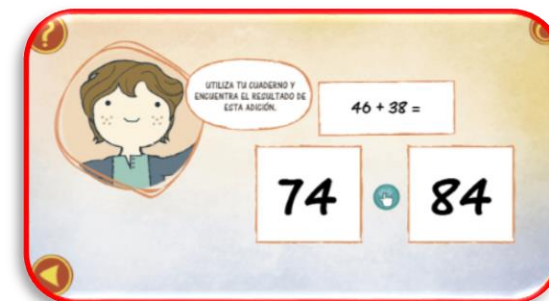 ?
UTILIZA TU CUADERNO Y
ENCUENTRA EL RESULTADO DE
ESTA ADICIÓN.
46 + 38 =
74
84